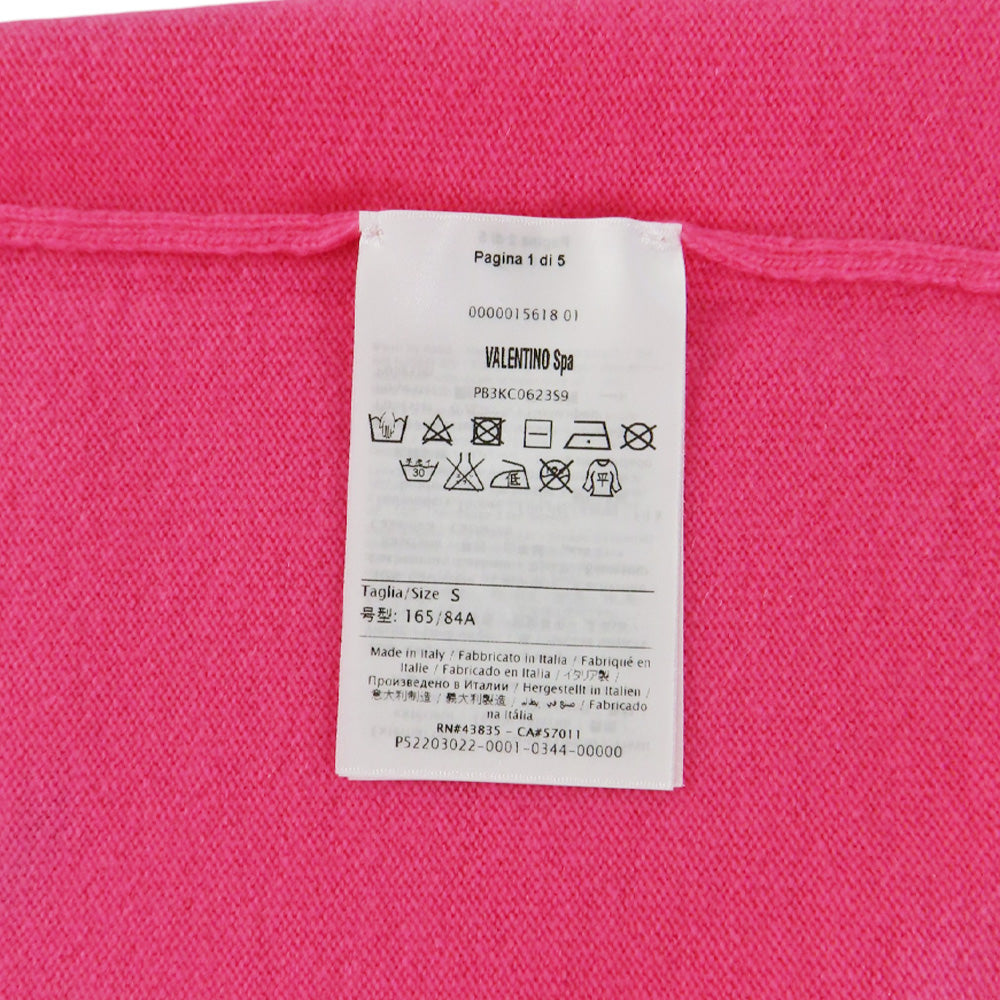 Pagina 1 di 5
0000015618 01
VALENTINO Spa
PB3KC0623S9
30 低 平
Taglia/Size S
号型: 165/84A
Made in Italy / Fabbricato in Italia / Fabriqué en
Italie / Fabricado en Italia / イタリア製 /
Произведено в Италии / Hergestellt in Italien /
意大利制造 / 義大利製造 / / Fabricado
na Itália
RN#43835 - CA#57011
P52203022-0001-0344-00000